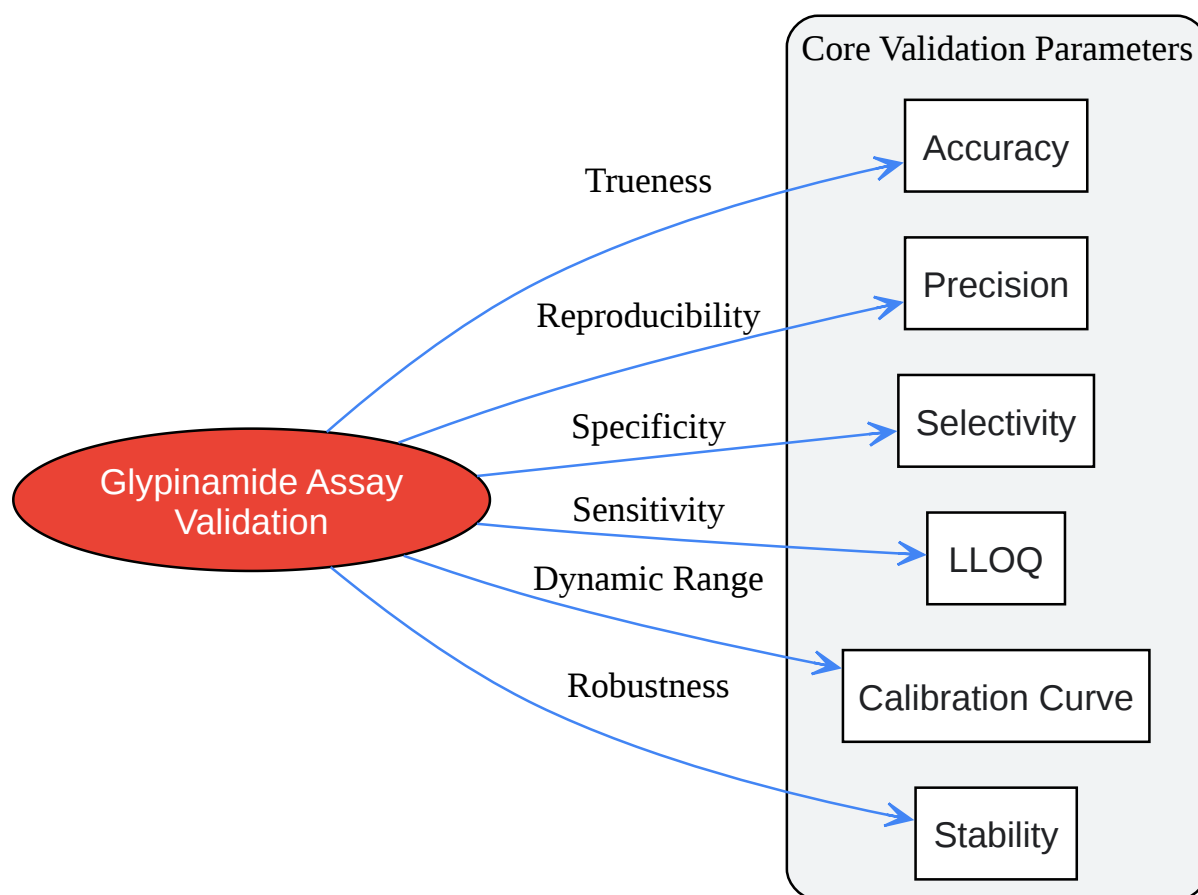 Core Validation Parameters
Trueness
Accuracy
Reproducibility
Precision
Specificity
Selectivity
Glypinamide Assay
Validation
Sensitivity
LLOQ
Dynamic Range
Calibration Curve
Robustness
Stability